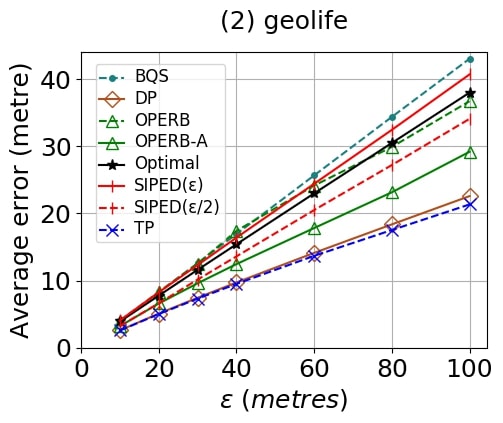 (2) geolife
Average error (metre)
40
30
20
10
0
BQS
DP
OPERB
OPERB-A
Optimal
SIPED(ε)
SIPED(ε/2)
TP
0 20 40 60 80 100
ε (metres)